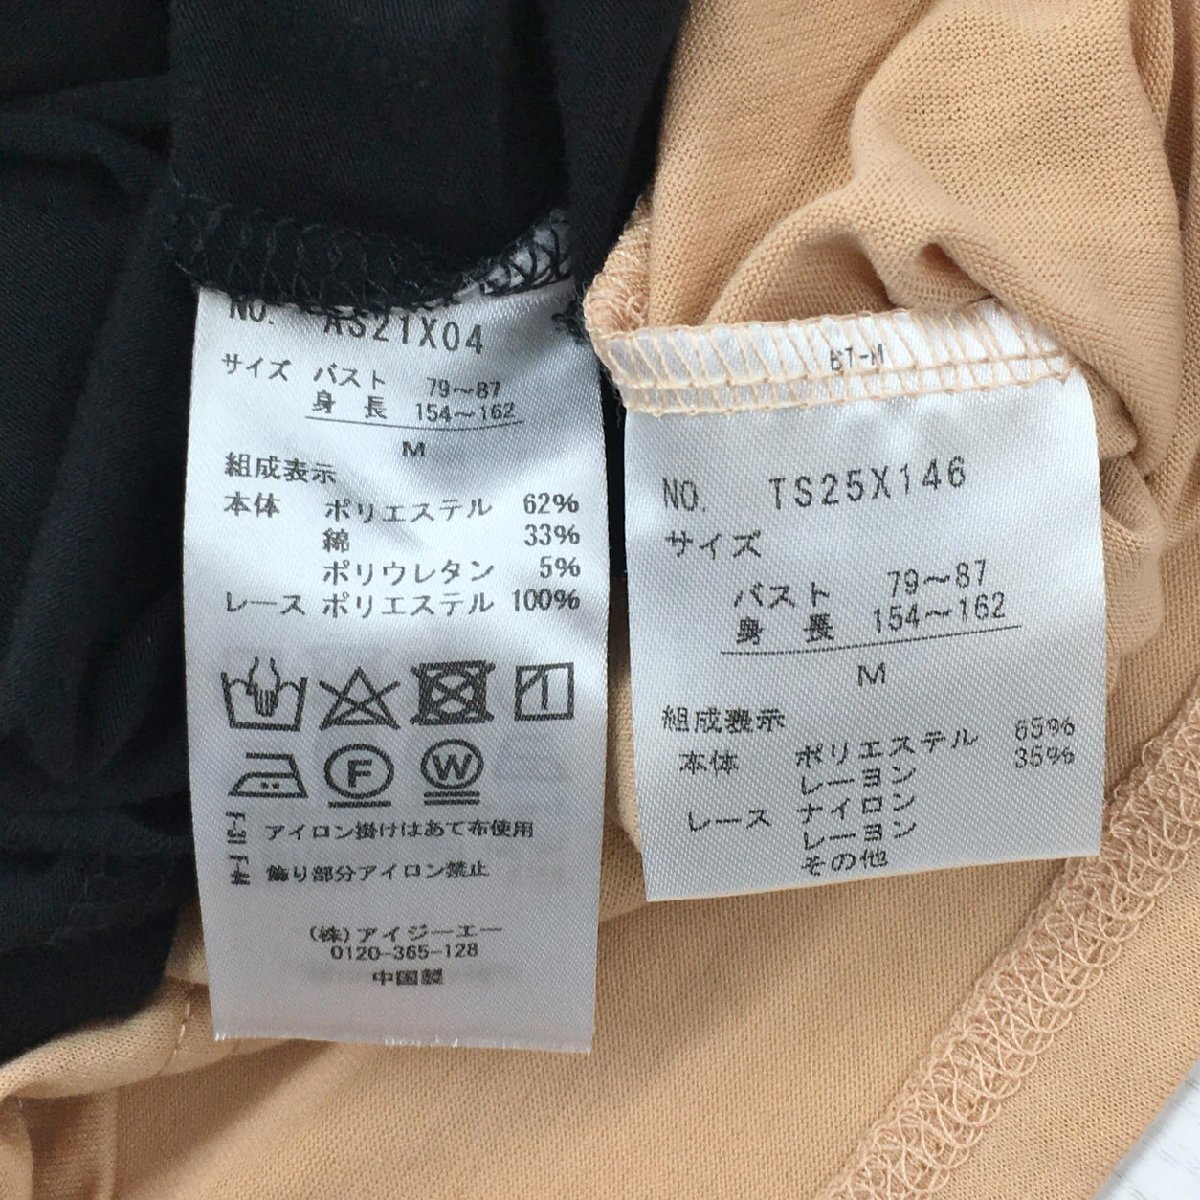 NO. AS21X04
サイズ バスト 79～87
身長 154～162
M
組成表示
本体 ポリエステル 62%
綿 33%
ポリウレタン 5%
レース ポリエステル 100%
F
W
アイロン掛けはあて布使用
飾り部分アイロン禁止
(株)アイジーエー
0120-365-128
中国製
NO. TS25X146
サイズ
バスト 79～87
身長 154～162
M
組成表示
本体 ポリエステル 65%
レーヨン 35%
レース ナイロン
レーヨン
その他